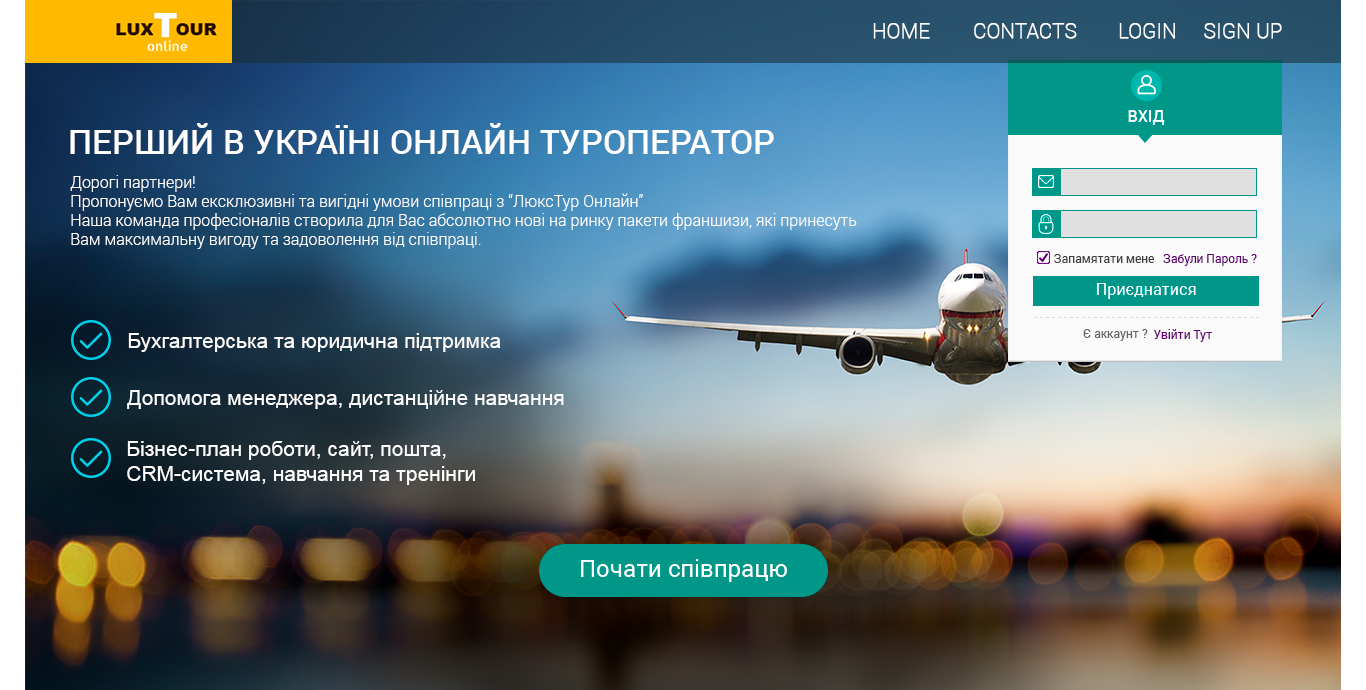 LUX TOUR
online
HOME CONTACTS LOGIN SIGN UP
ВХІД
ПЕРШИЙ В УКРАЇНІ ОНЛАЙН ТУРОПЕРАТОР
Дорогі партнери!
Пропонуємо Вам ексклюзивні та вигідні умови співпраці з "ЛюксТур Онлайн"
Наша команда професіоналів створила для Вас абсолютно нові на ринку пакети франшизи, які принесуть
Вам максимальну вигоду та задоволення від співпраці.
Запамятати мене Забули Пароль ?
Приєднатися
Є аккаунт ? Увійти Тут
Бухгалтерська та юридична підтримка
Допомога менеджера, дистанційне навчання
Бізнес-план роботи, сайт, пошта,
CRM-система, навчання та тренінги
Почати співпрацю